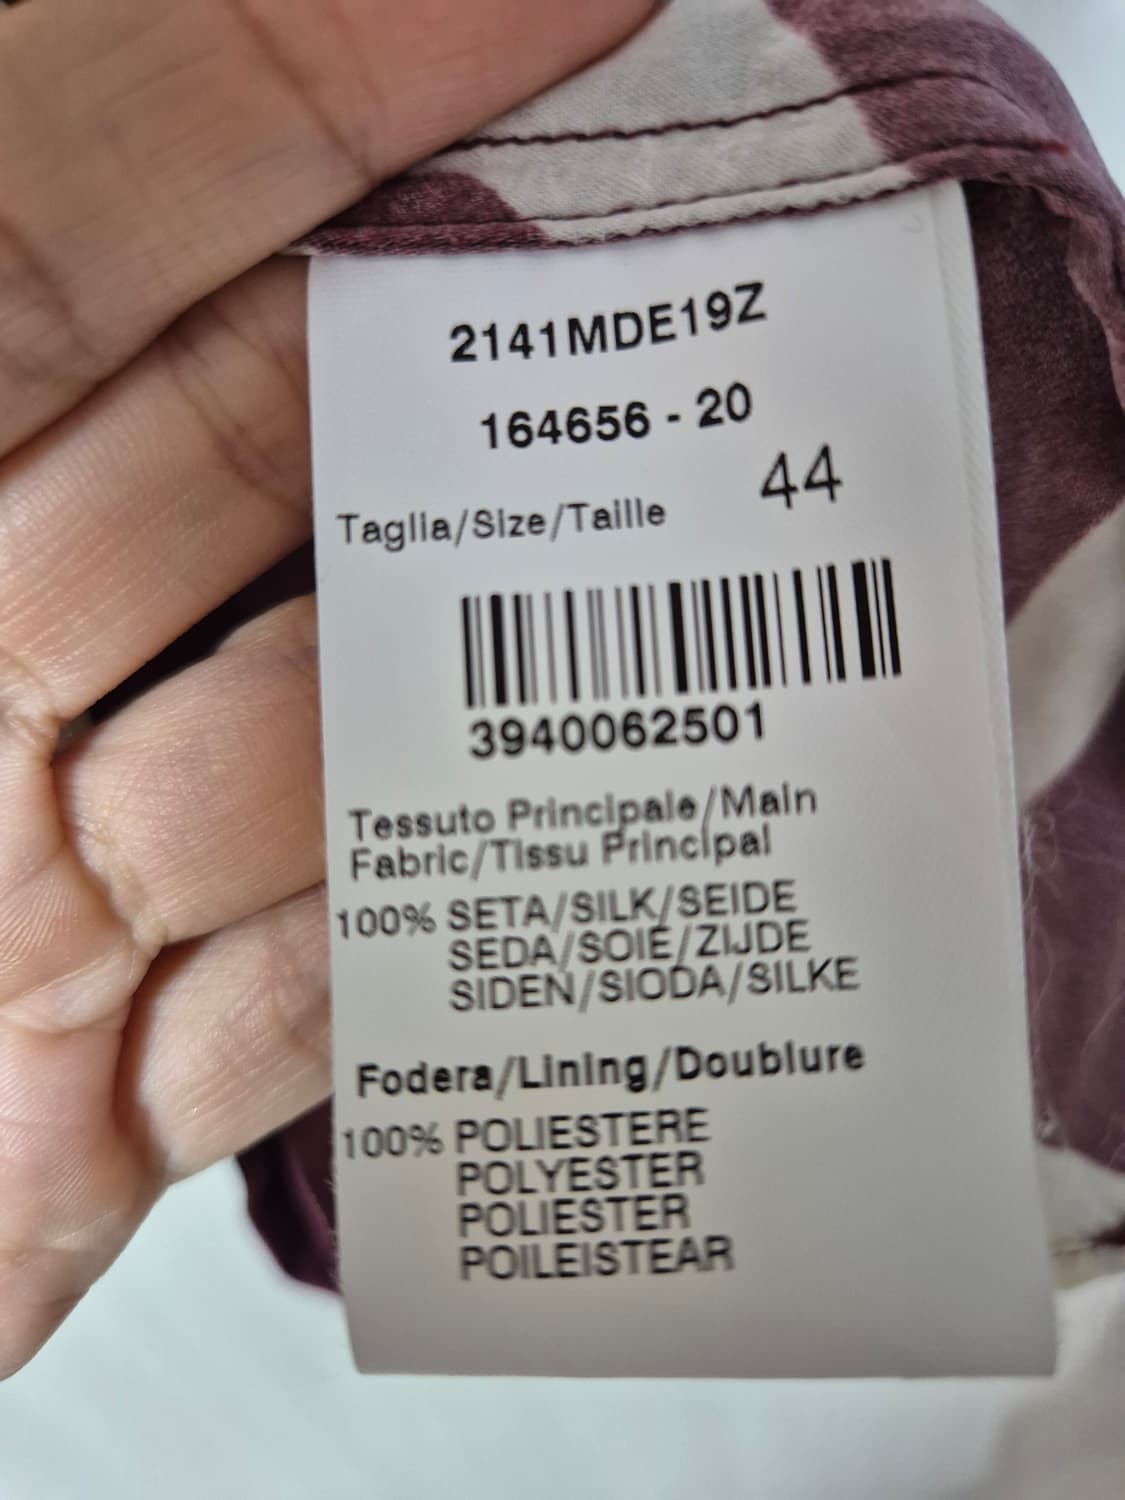 2141MDE19Z
164656 - 20
Taglia/Size/Taille 44
3940062501
Tessuto Principale/Main
Fabric/Tissu Principal
100% SETA/SILK/SEIDE
SEDA/SOIE/ZIJDE
SIDEN/SIODA/SILKE
Fodera/Lining/Doublure
100% POLIESTERE
POLYESTER
POLIESTER
POILEISTEAR